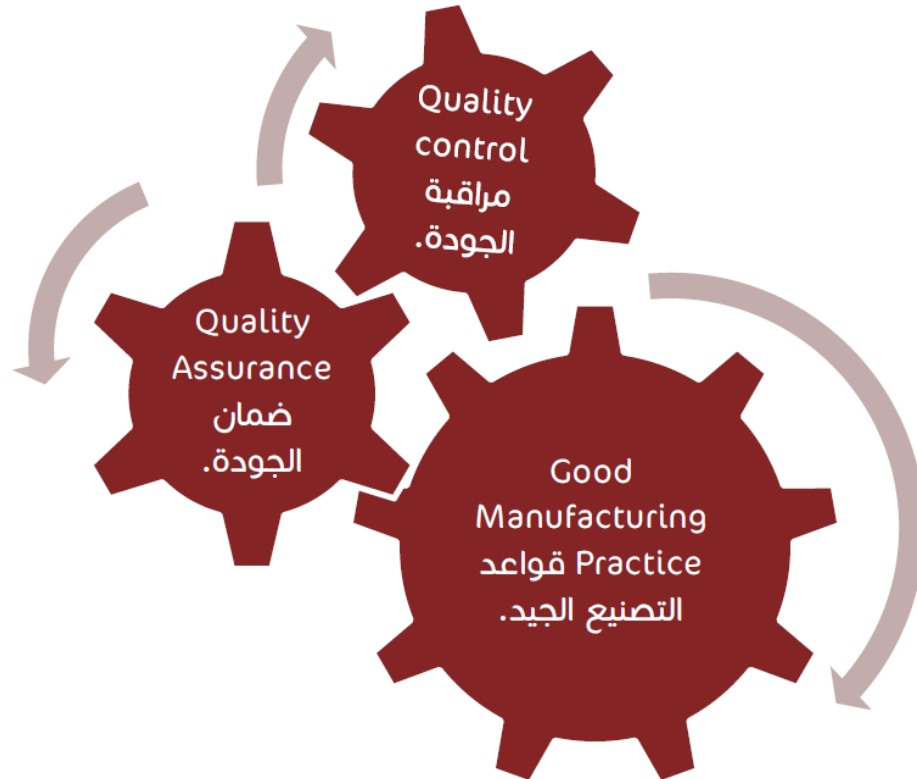 Quality
control
مراقبة
الجودة.
Quality
Assurance
ضمان
الجودة.
Good
Manufacturing
Practice قواعد
التصنيع الجيد.